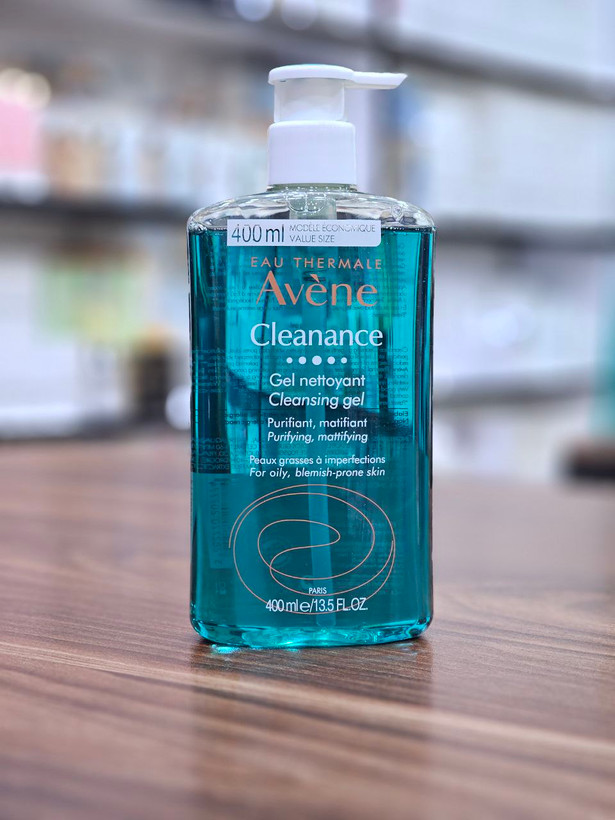 400 ml MODÈLE ÉCONOMIQUE
VALUE SIZE
EAU THERMALE
Avène
Cleanance
Gel nettoyant
Cleansing gel
Purifiant, matifiant
Purifying, mattifying
Peaux grasses à imperfections
For oily, blemish-prone skin
PARIS
400 ml e/13.5 FL.OZ.